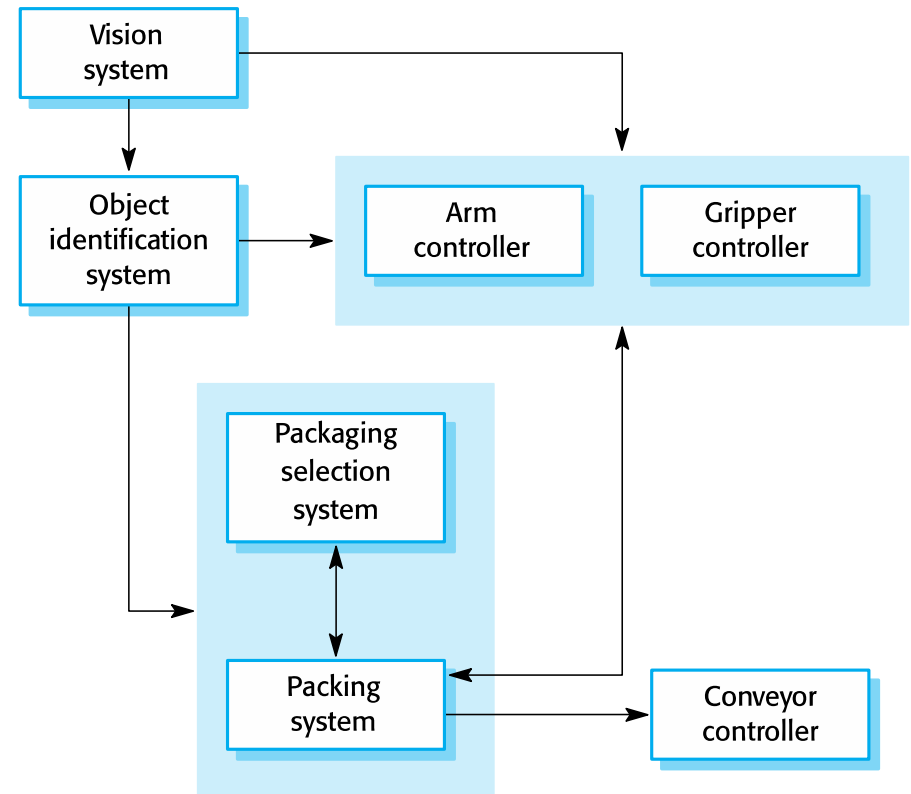 Vision
system
Object
identification
system
Arm
controller
Gripper
controller
Packaging
selection
system
Packing
system
Conveyor
controller